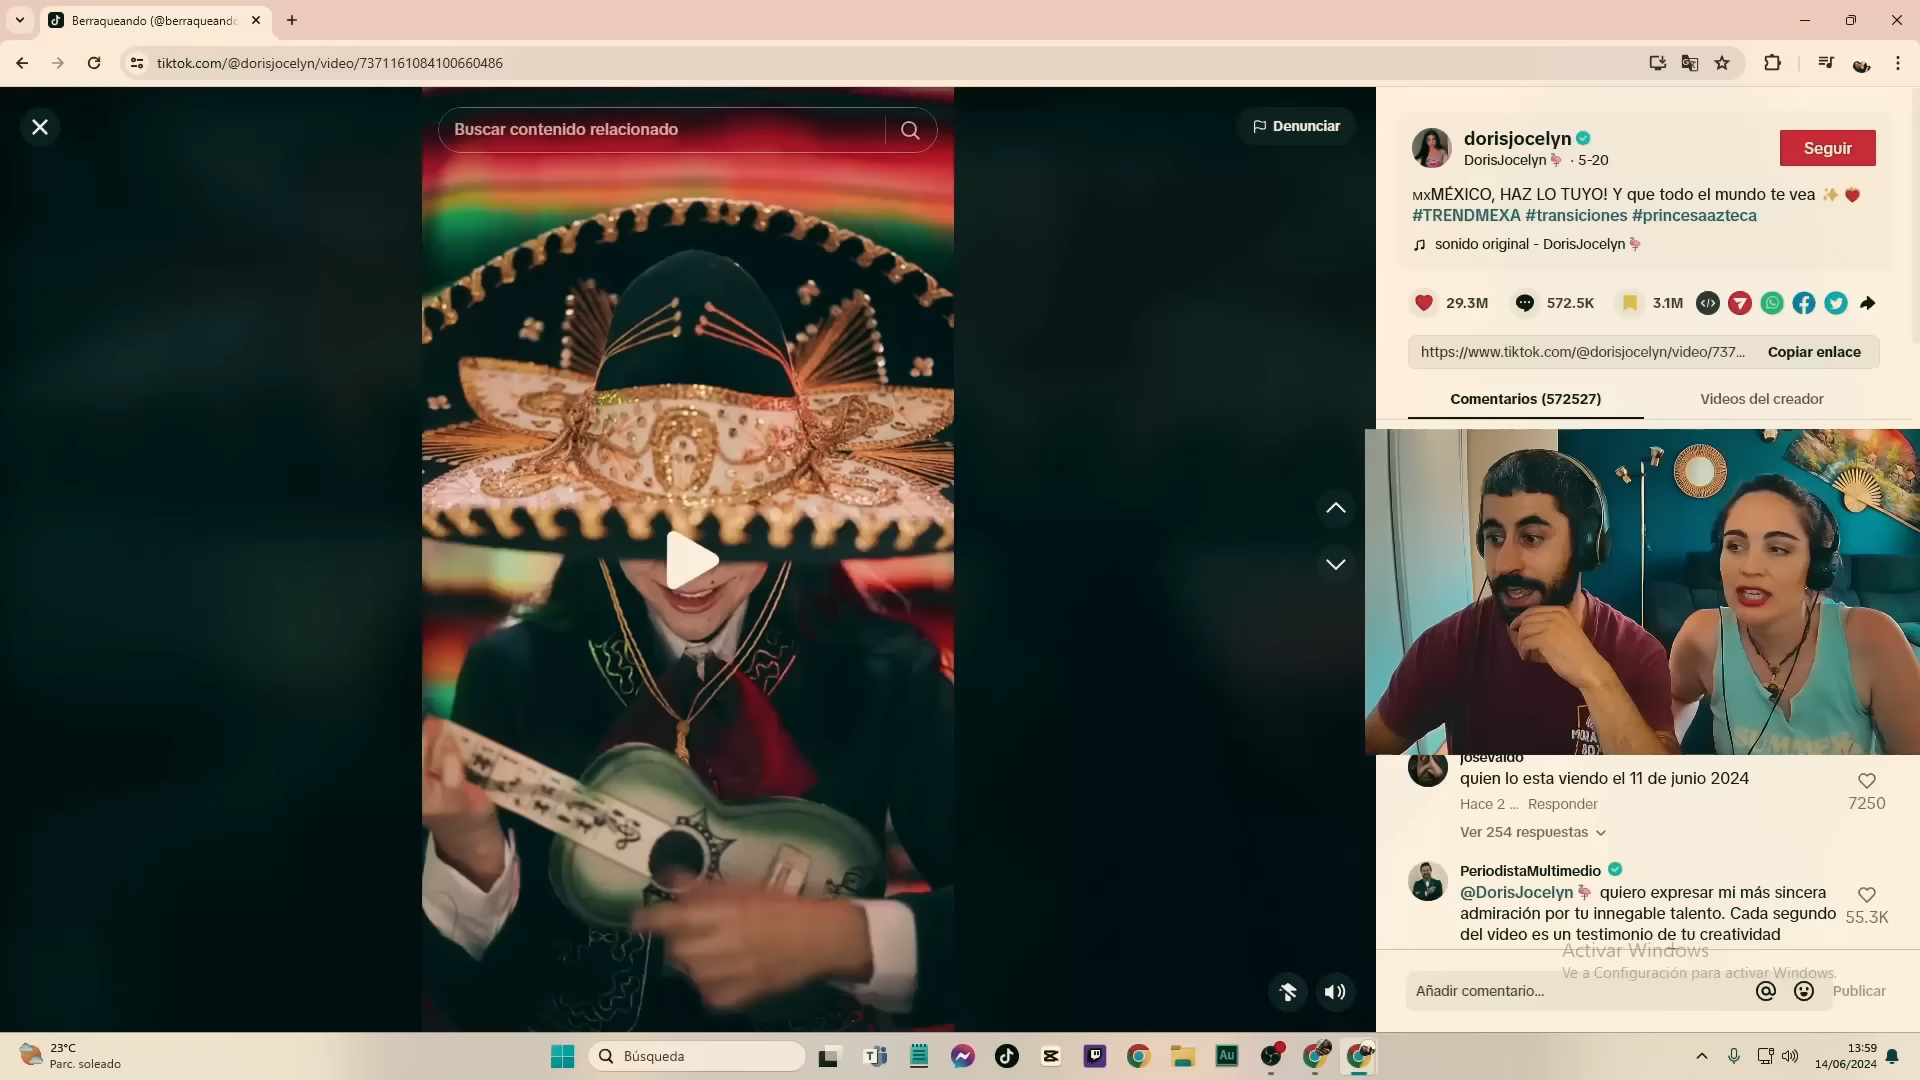 Berraqueando (@berraqueando
tiktok.com/@dorisjocelyn/video/7371161084100660486
Buscar contenido relacionado
Denunciar
dorisjocelyn
DorisJocelyn🦩 · 5-20
Seguir
MXMÉXICO, HAZ LO TUYO! Y que todo el mundo te vea ✨🍓
#TRENDMEXA #transiciones #princesaazteca
sonido original - DorisJocelyn🦩
29.3M
572.5K
3.1M
https://www.tiktok.com/@dorisjocelyn/video/737...
Copiar enlace
Comentarios (572527)
Videos del creador
josevaldo
quien lo esta viendo el 11 de junio 2024
Hace 2 ...
Responder
7250
Ver 254 respuestas
PeriodistaMultimedio
@DorisJocelyn🦩 quiero expresar mi más sincera
admiración por tu innegable talento. Cada segundo
del video es un testimonio de tu creatividad
55.3K
Activar Windows
Ve a Configuración para activar Windows.
Añadir comentario...
Publicar
23°C
Parc. soleado
Búsqueda
Au
13:59
14/06/2024